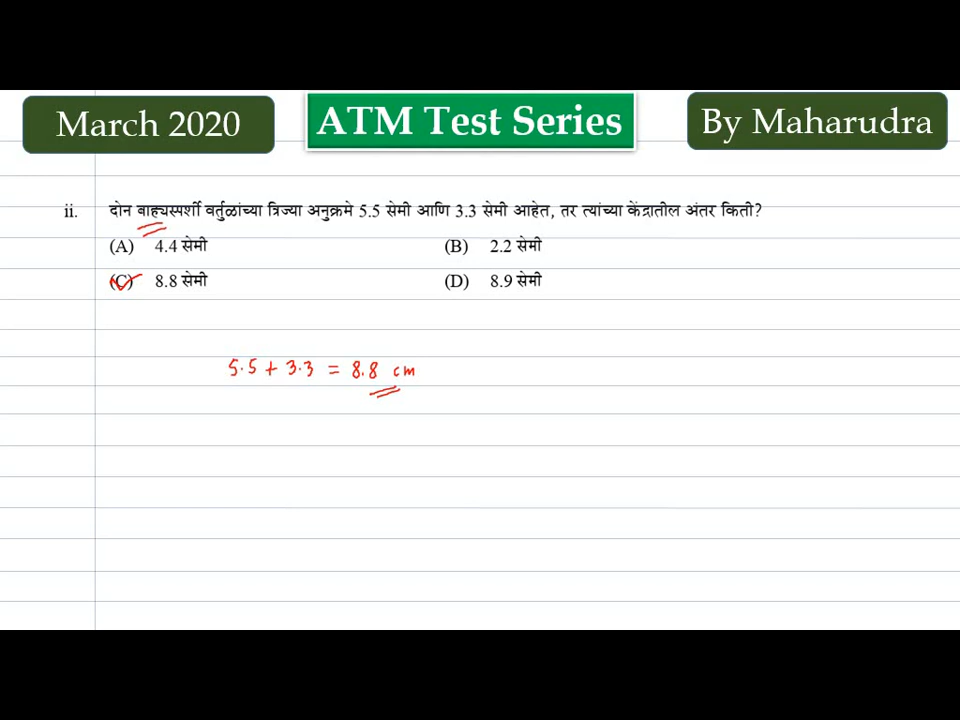 March 2020 ATM Test Series By Maharudra
ii. दोन बाह्यस्पर्शी वर्तुळांच्या त्रिज्या अनुक्रमे 5.5 सेमी आणि 3.3 सेमी आहेत, तर त्यांच्या केंद्रातील अंतर किती?
(A) 4.4 सेमी (B) 2.2 सेमी
(C) 8.8 सेमी (D) 8.9 सेमी
5.5 + 3.3 = 8.8 cm